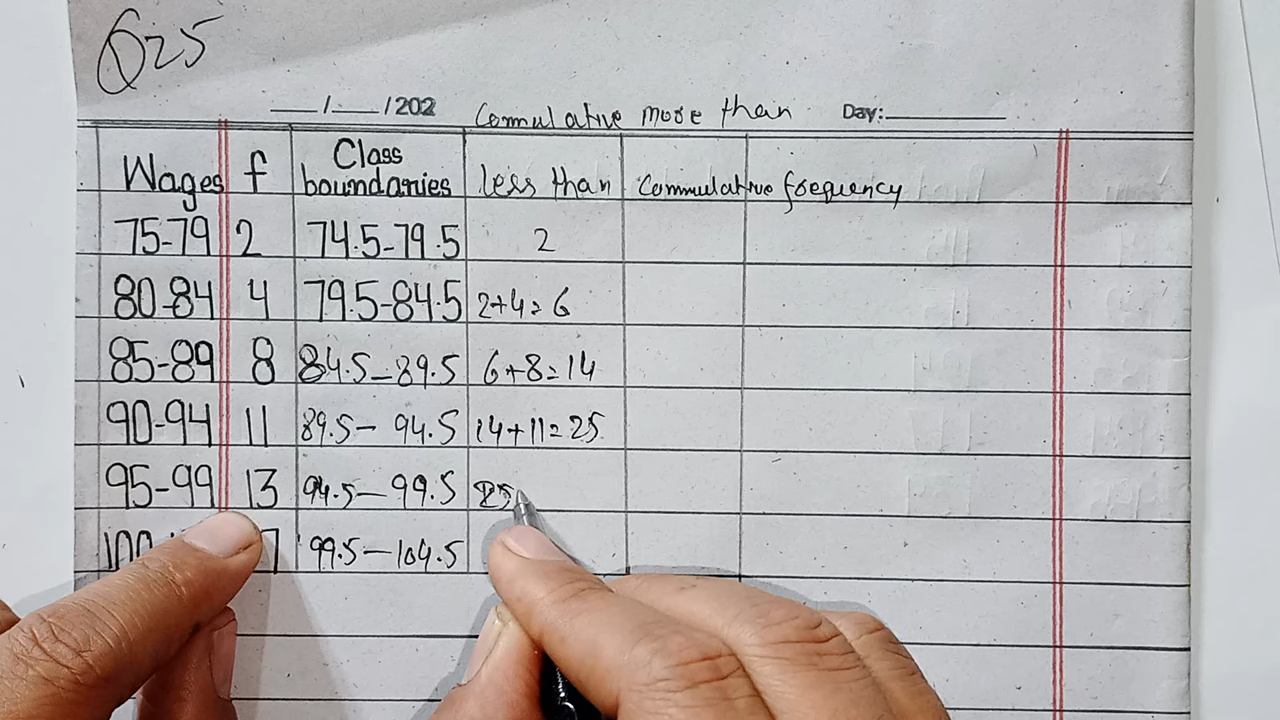 Q25
/ /202 Commulative more than Day:
Wages f Class boundaries less than Commulative frequency
75-79 2 74.5-79.5 2
80-84 4 79.5-84.5 2+4=6
85-89 8 84.5-89.5 6+8=14
90-94 11 89.5-94.5 14+11=25
95-99 13 94.5-99.5 25
100 7 99.5-104.5